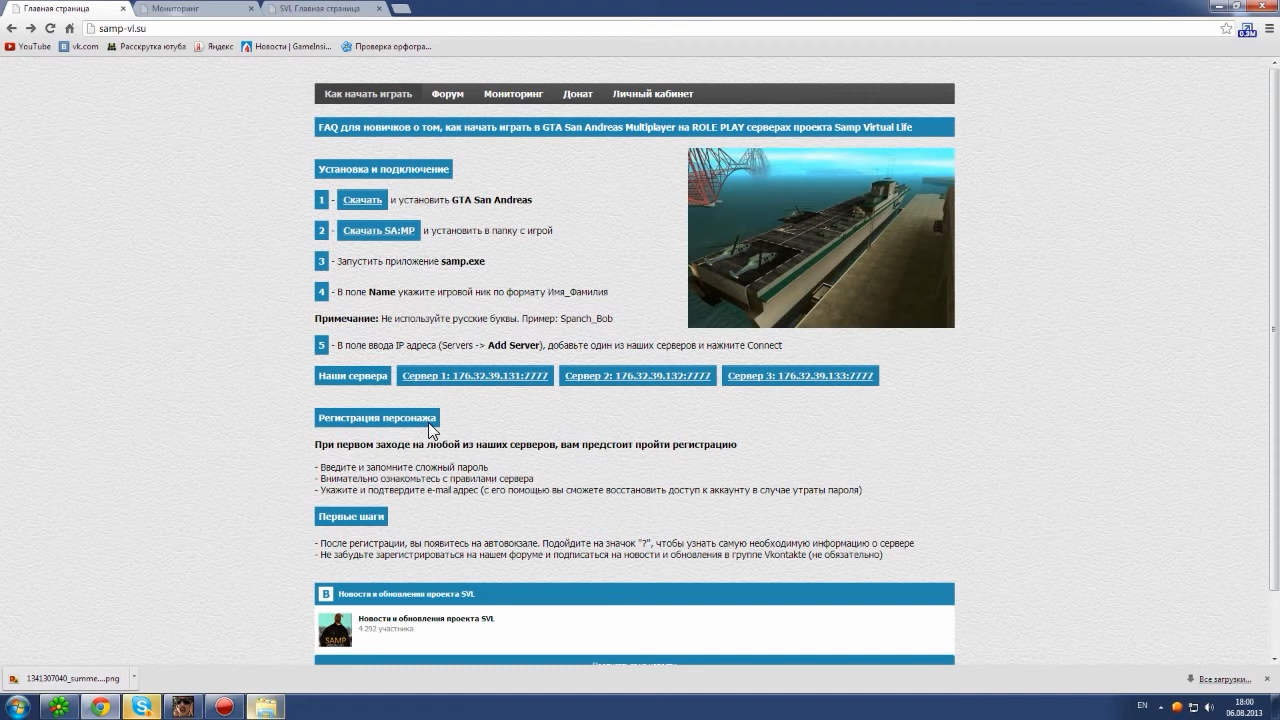 Главная страница
Мониторинг
SVL Главная страница
samp-vl.su
YouTube
vk.com
Расскрутка ютуба
Яндекс
Новости | GameInsi...
Проверка орфогра...
0.3M
Как начать играть
Форум
Мониторинг
Донат
Личный кабинет
FAQ для новичков о том, как начать играть в GTA San Andreas Multiplayer на ROLE PLAY серверах проекта Samp Virtual Life
Установка и подключение
1 - Скачать и установить GTA San Andreas
2 - Скачать SA:MP и установить в папку с игрой
3 - Запустить приложение samp.exe
4 - В поле Name укажите игровой ник по формату Имя_Фамилия
Примечание: Не используйте русские буквы. Пример: Spanch_Bob
5 - В поле ввода IP адреса (Servers -> Add Server), добавьте один из наших серверов и нажмите Connect
Наши сервера Сервер 1: 176.32.39.131:7777 Сервер 2: 176.32.39.132:7777 Сервер 3: 176.32.39.133:7777
Регистрация персонажа
При первом заходе на любой из наших серверов, вам предстоит пройти регистрацию
- Введите и запомните сложный пароль
- Внимательно ознакомьтесь с правилами сервера
- Укажите и подтвердите e-mail адрес (с его помощью вы сможете восстановить доступ к аккаунту в случае утраты пароля)
Первые шаги
- После регистрации, вы появитесь на автовокзале. Подойдите на значок "?", чтобы узнать самую необходимую информацию о сервере
- Не забудьте зарегистрироваться на нашем форуме и подписаться на новости и обновления в группе Vkontakte (не обязательно)
В Новости и обновления проекта SVL
Новости и обновления проекта SVL
4 292 участника
SAMP
1341307040_summe....png
Все загрузки...
EN
18:00
06.08.2013